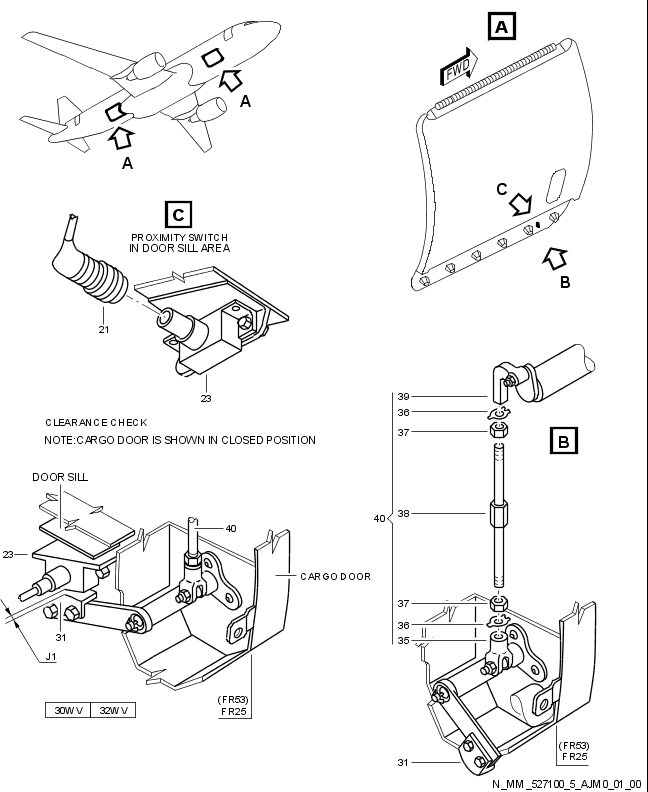 A
FWD
A
A
C
B
C
PROXIMITY SWITCH
IN DOOR SILL AREA
21
23
CLEARANCE CHECK
NOTE: CARGO DOOR IS SHOWN IN CLOSED POSITION
DOOR SILL
23
40
CARGO DOOR
31
J1
30WV 32WV
(FR53)
FR25
39
36
37
B
38
40
37
36
35
31
(FR53)
FR25
N_MM_527100_5_AJM0_01_00